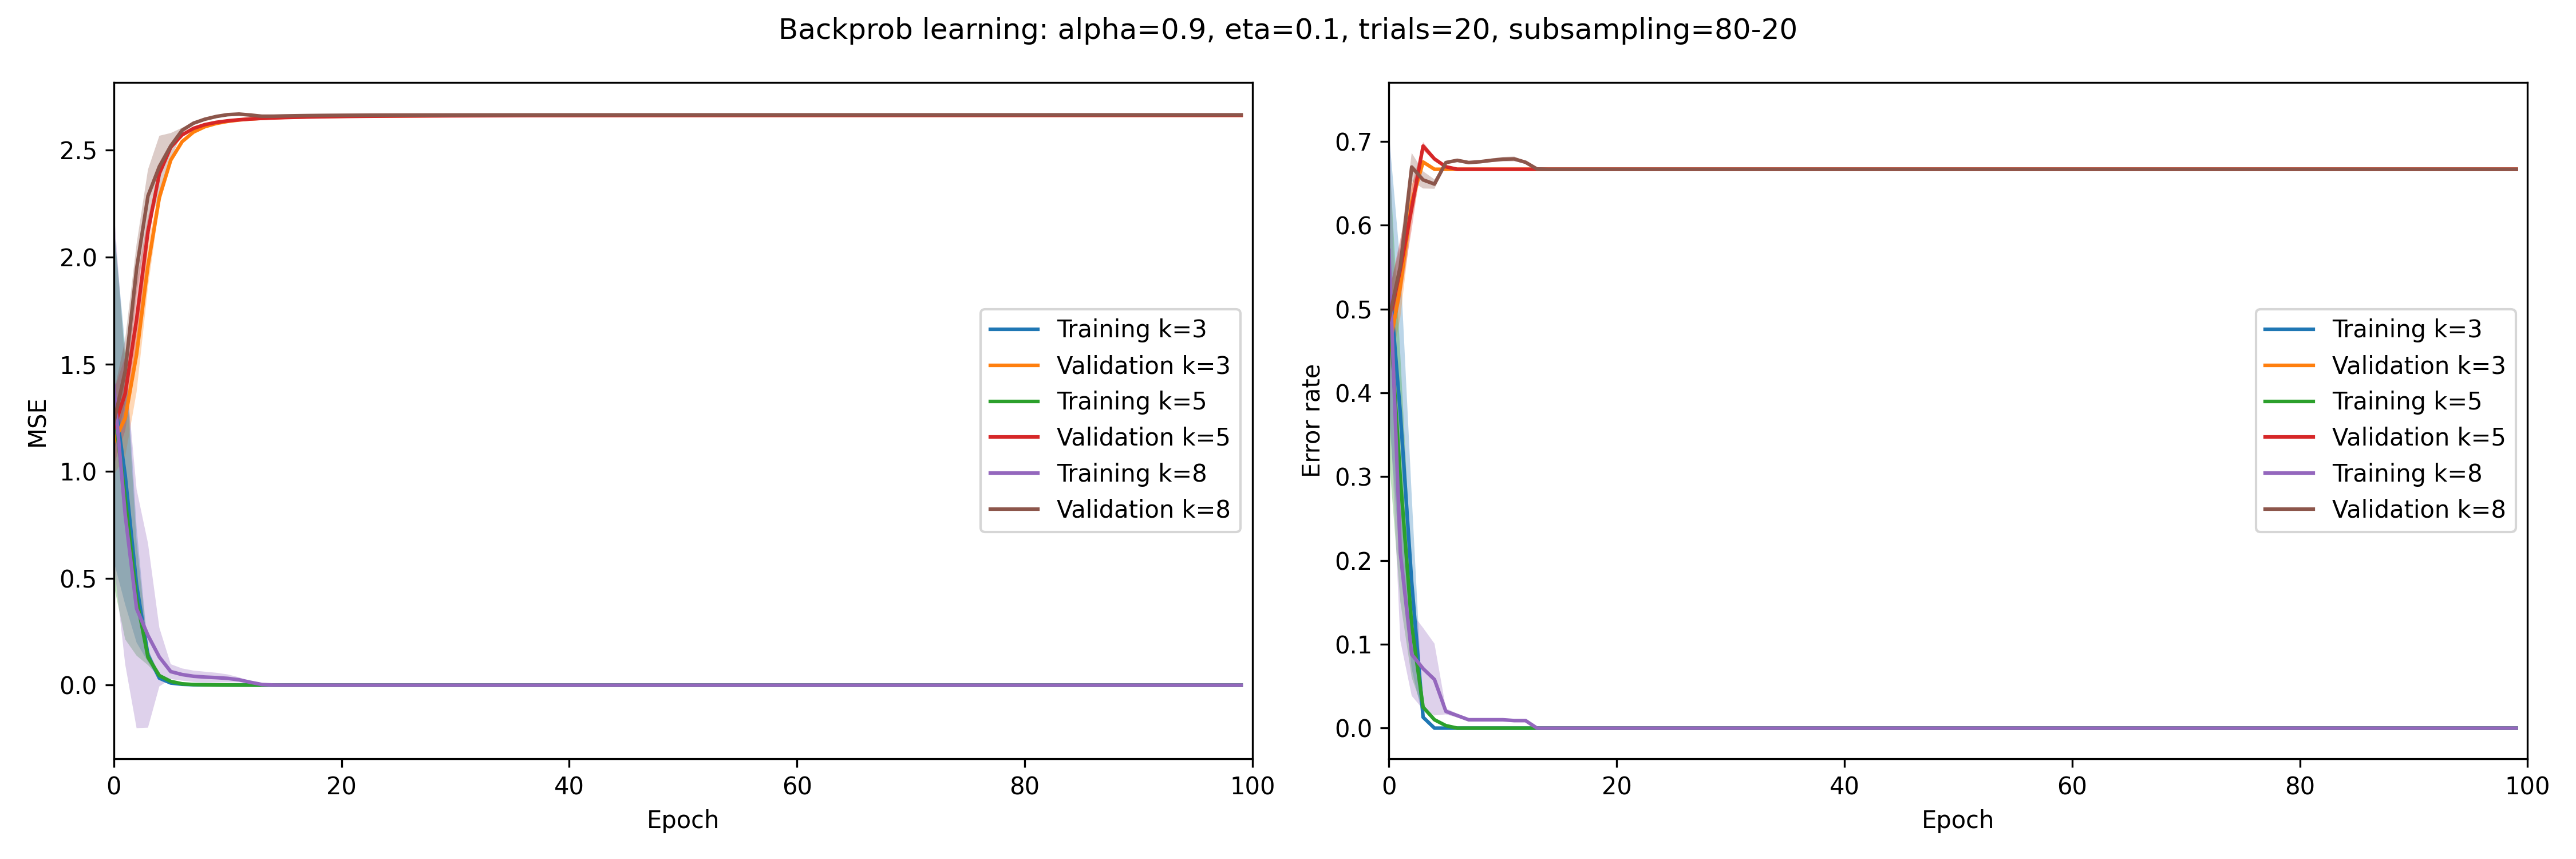 Backprob learning: alpha=0.9, eta=0.1, trials=20, subsampling=80-20
MSE
2.5
2.0
1.5
1.0
0.5
0.0
0 20 40 60 80 100
Epoch
Training k=3
Validation k=3
Training k=5
Validation k=5
Training k=8
Validation k=8
Error rate
0.7
0.6
0.5
0.4
0.3
0.2
0.1
0.0
0 20 40 60 80 100
Epoch
Training k=3
Validation k=3
Training k=5
Validation k=5
Training k=8
Validation k=8